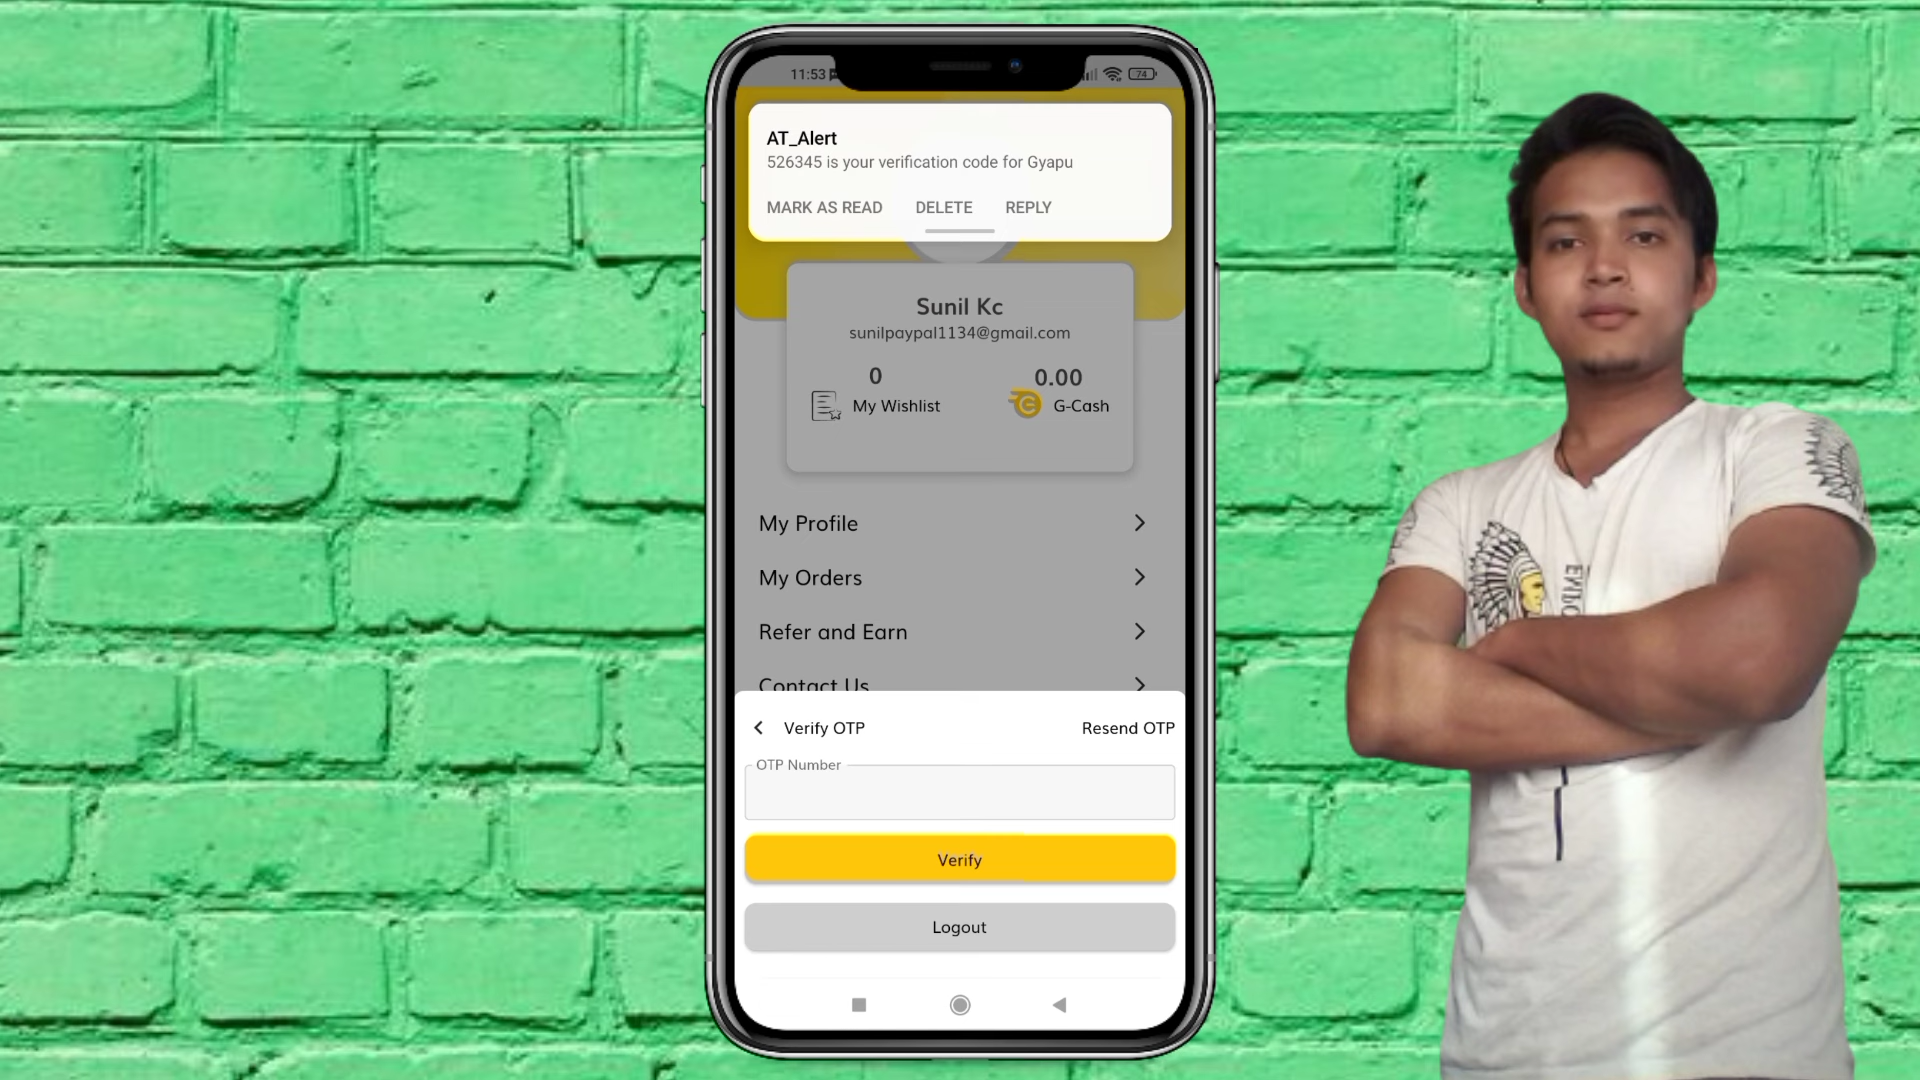 11:53
74
AT_Alert
526345 is your verification code for Gyapu
MARK AS READ DELETE REPLY
Sunil Kc
sunilpaypal1134@gmail.com
0 0.00
My Wishlist G-Cash
My Profile
My Orders
Refer and Earn
Contact Us
Verify OTP Resend OTP
OTP Number
Verify
Logout